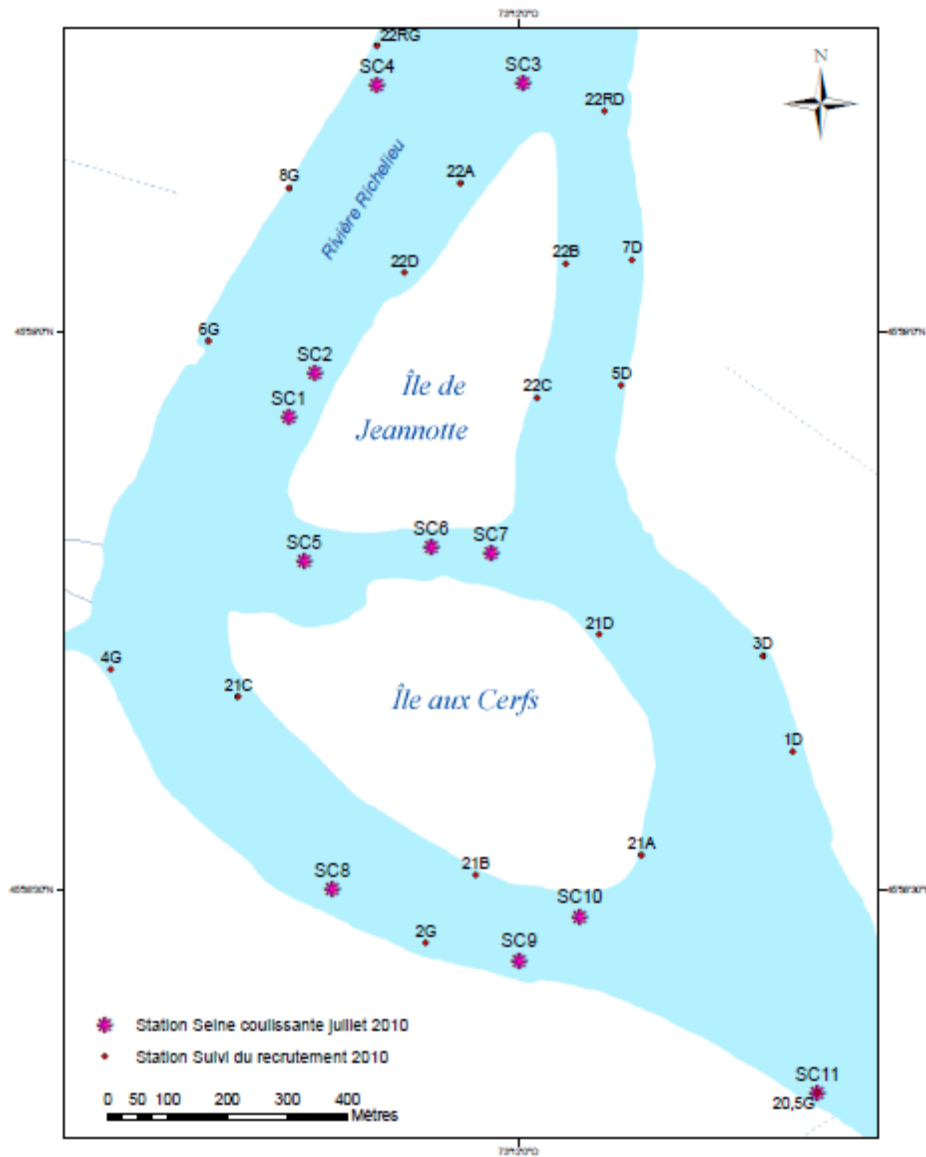 22RG
SC4
SC3
N
22RD
8G
22A
Rivière Richelieu
22B
7D
22D
6G
SC2
Île de
Jeannotte
5D
22C
SC1
SC6
SC7
SC5
21D
3D
4G
21C
Île aux Cerfs
1D
21A
21B
SC8
SC10
2G
SC9
Station Seine coulissante juillet 2010
Station Suivi du recrutement 2010
0 50 100 200 300 400
Mètres
SC11
20,5G